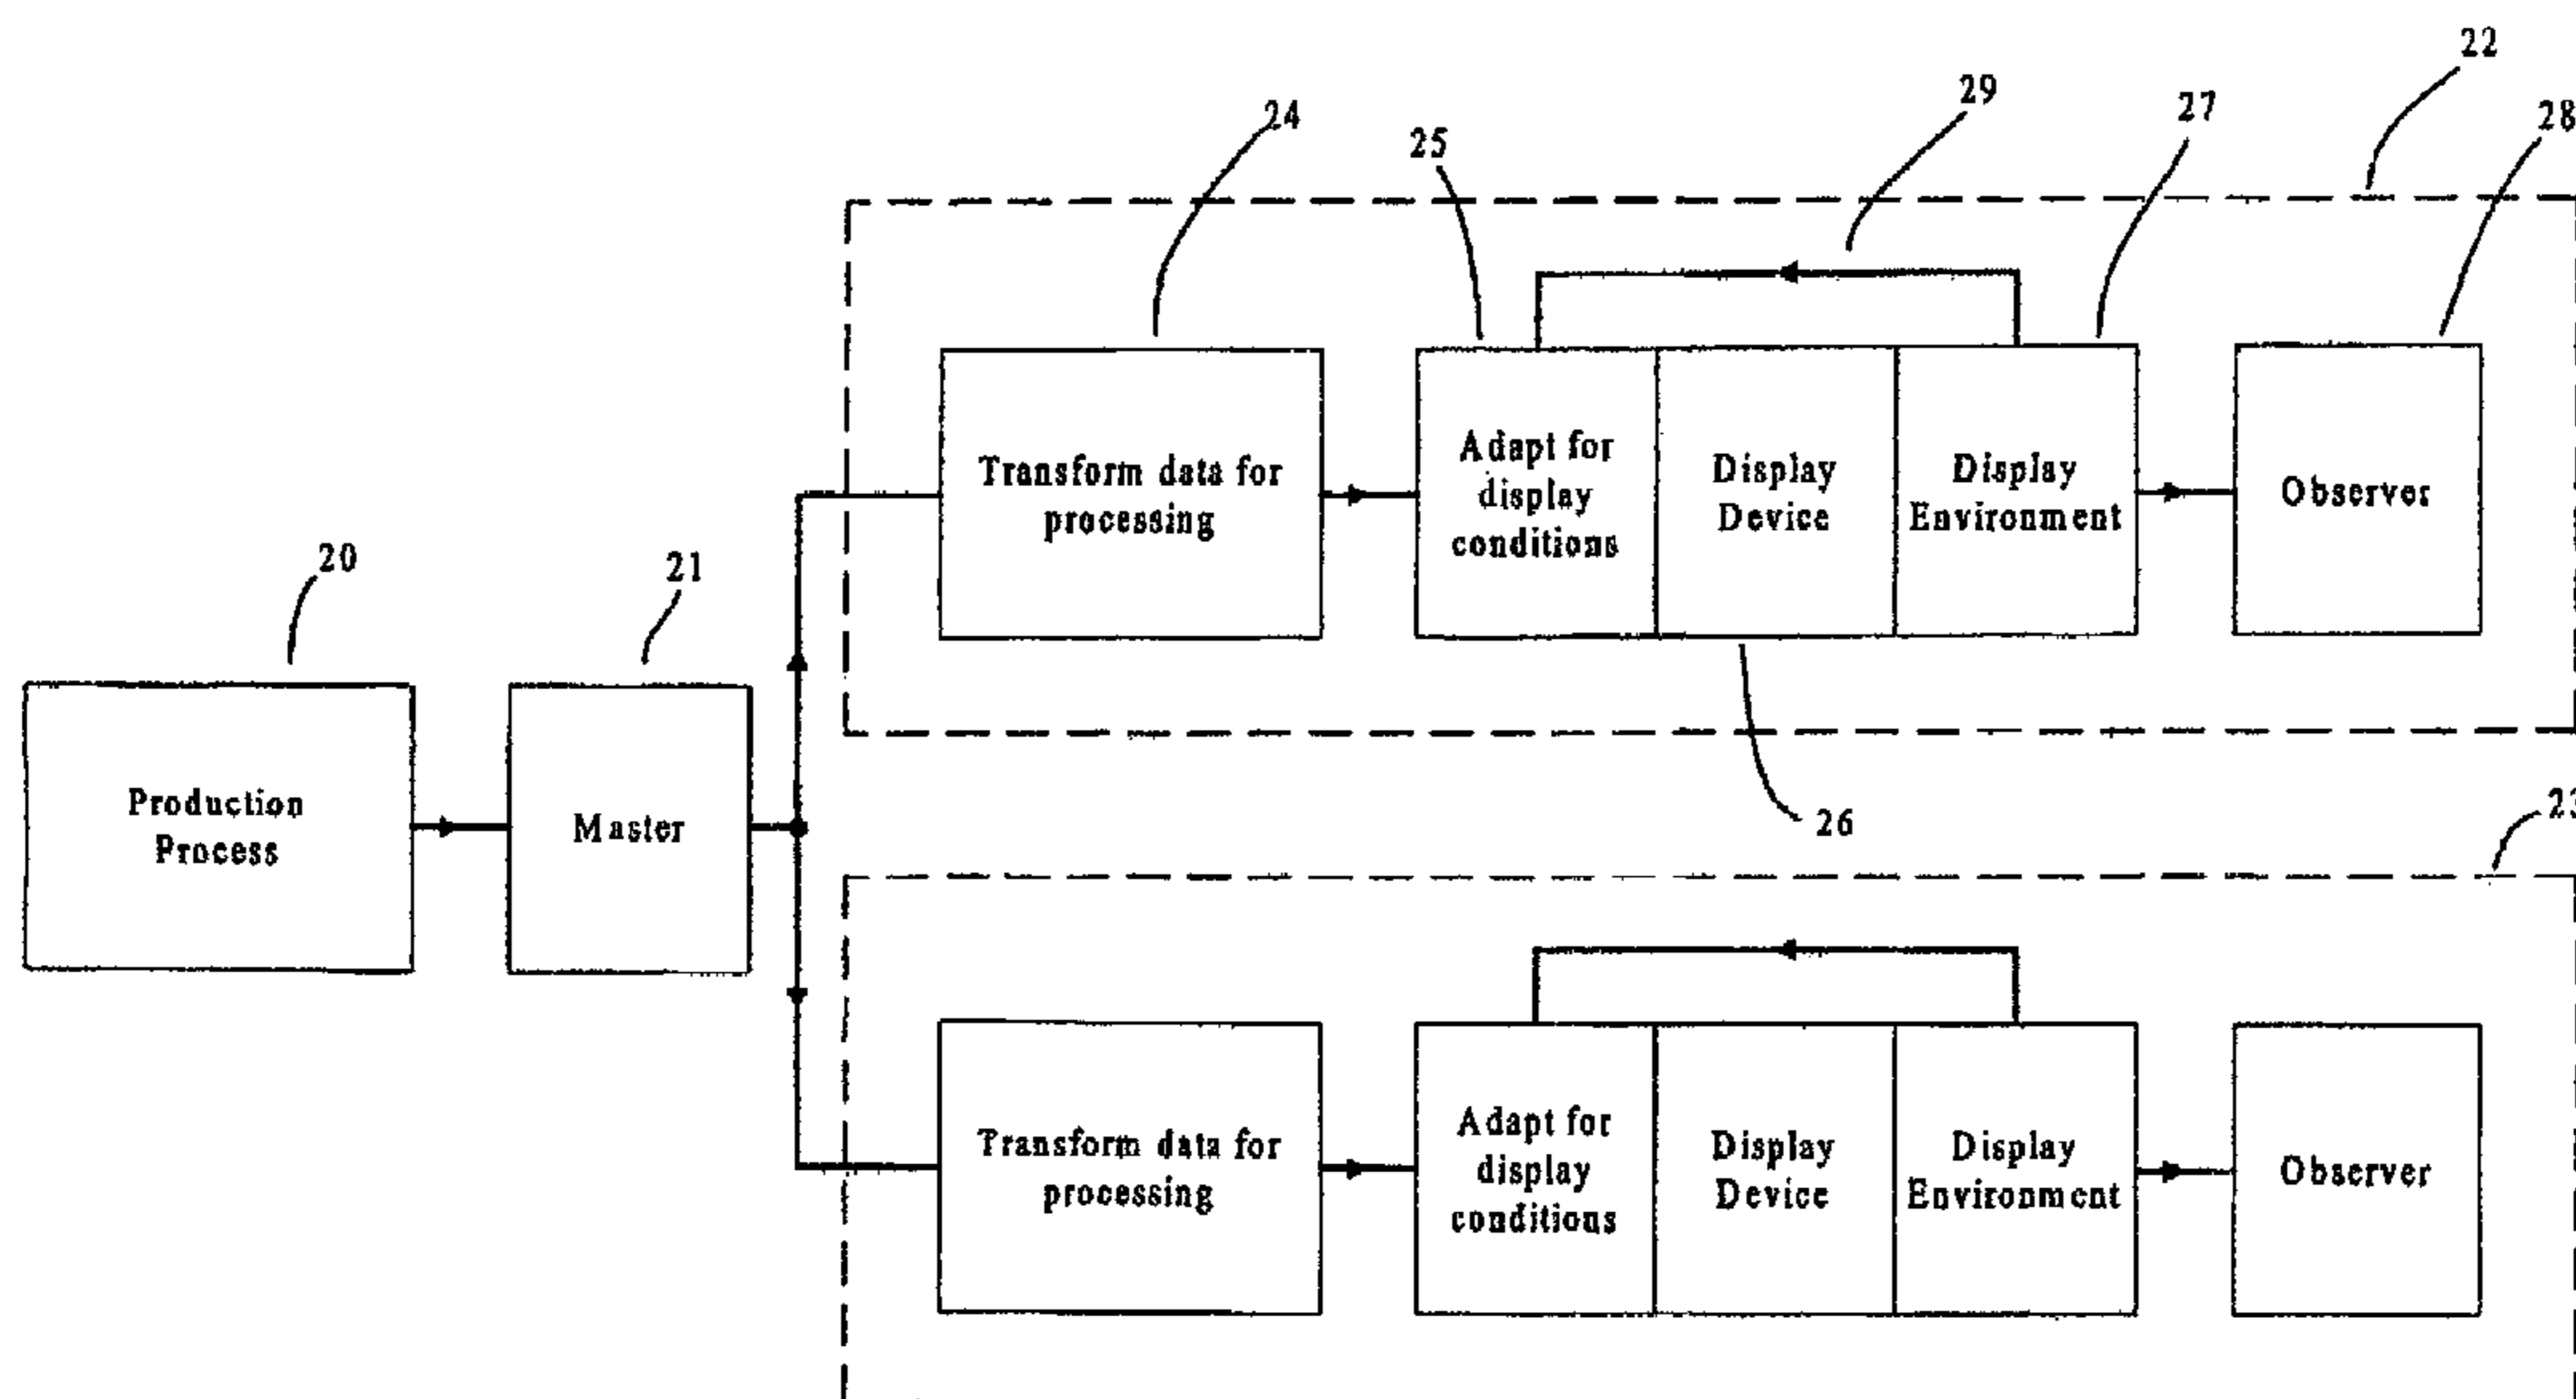 22
29
27
28
24
25
Transform data for
processing
Adapt for
display
conditions
Display
Device
Display
Environment
Observer
20
21
Production
Process
Master
26
23
Transform data for
processing
Adapt for
display
conditions
Display
Device
Display
Environment
Observer